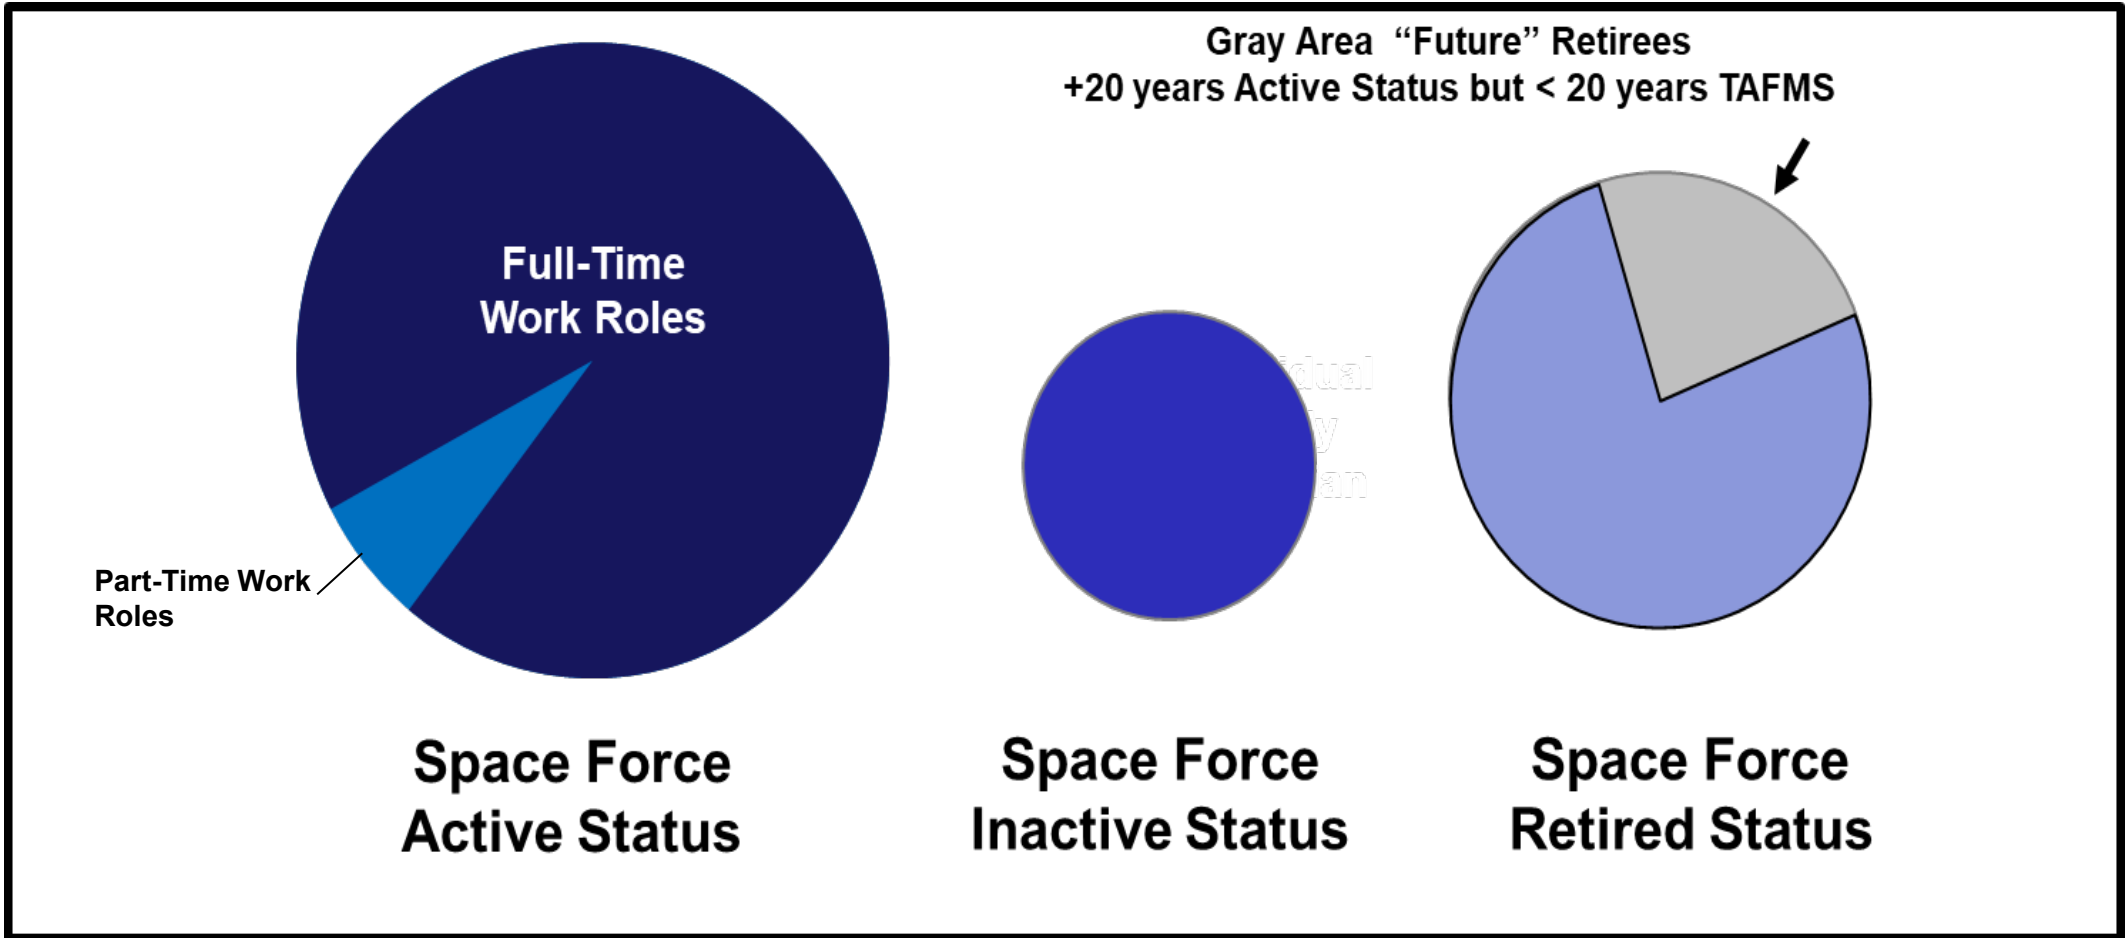 Gray Area “Future” Retirees
+20 years Active Status but < 20 years TAFMS
Full-Time
Work Roles
Part-Time Work
Roles
Space Force
Active Status
Space Force
Inactive Status
Space Force
Retired Status